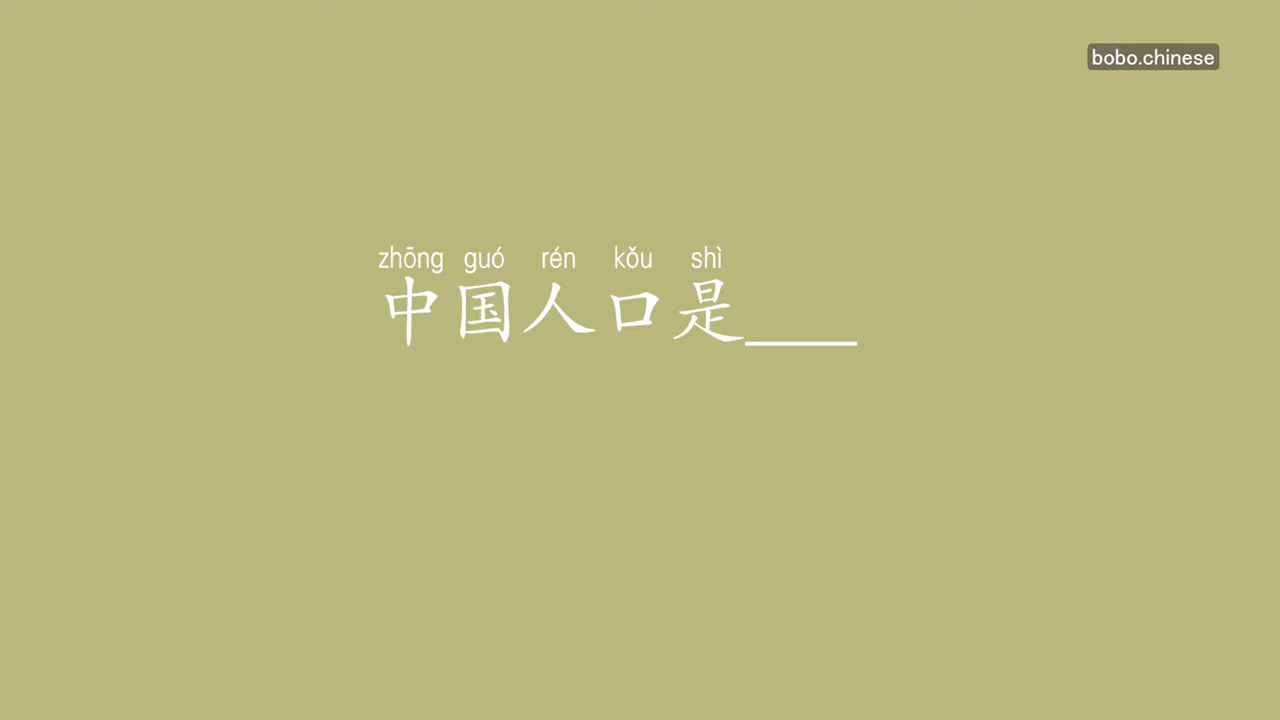 bobo.chinese
zhōng guó rén kǒu shì
中国人口是____